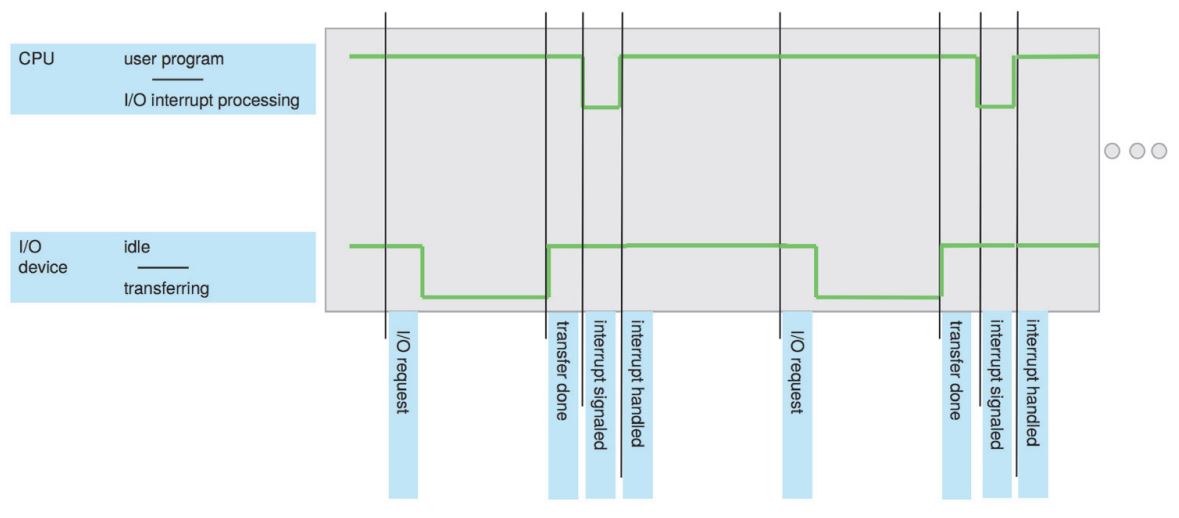 CPU
user program
I/O interrupt processing
I/O
device
idle
transferring
I/O request
transfer done
interrupt signaled
interrupt handled
I/O request
transfer done
interrupt signaled
interrupt handled